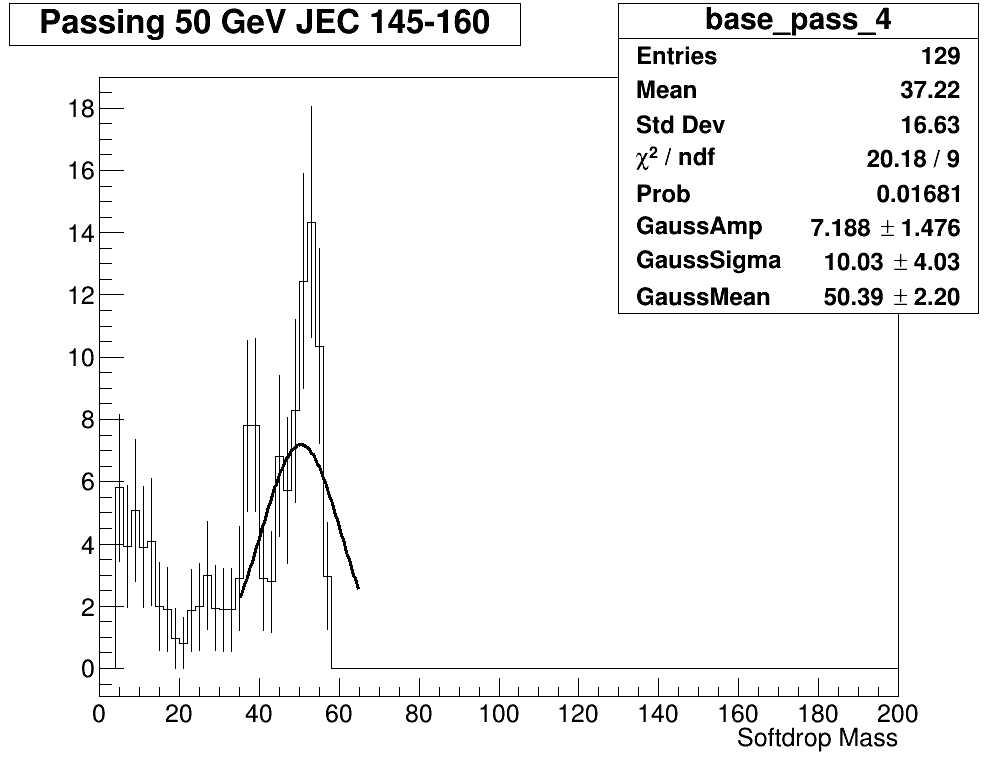 Passing 50 GeV JEC 145-160
base_pass_4
Entries 129
Mean 37.22
Std Dev 16.63
χ² / ndf 20.18 / 9
Prob 0.01681
GaussAmp 7.188 ± 1.476
GaussSigma 10.03 ± 4.03
GaussMean 50.39 ± 2.20
18
16
14
12
10
8
6
4
2
0
0 20 40 60 80 100 120 140 160 180 200
Softdrop Mass